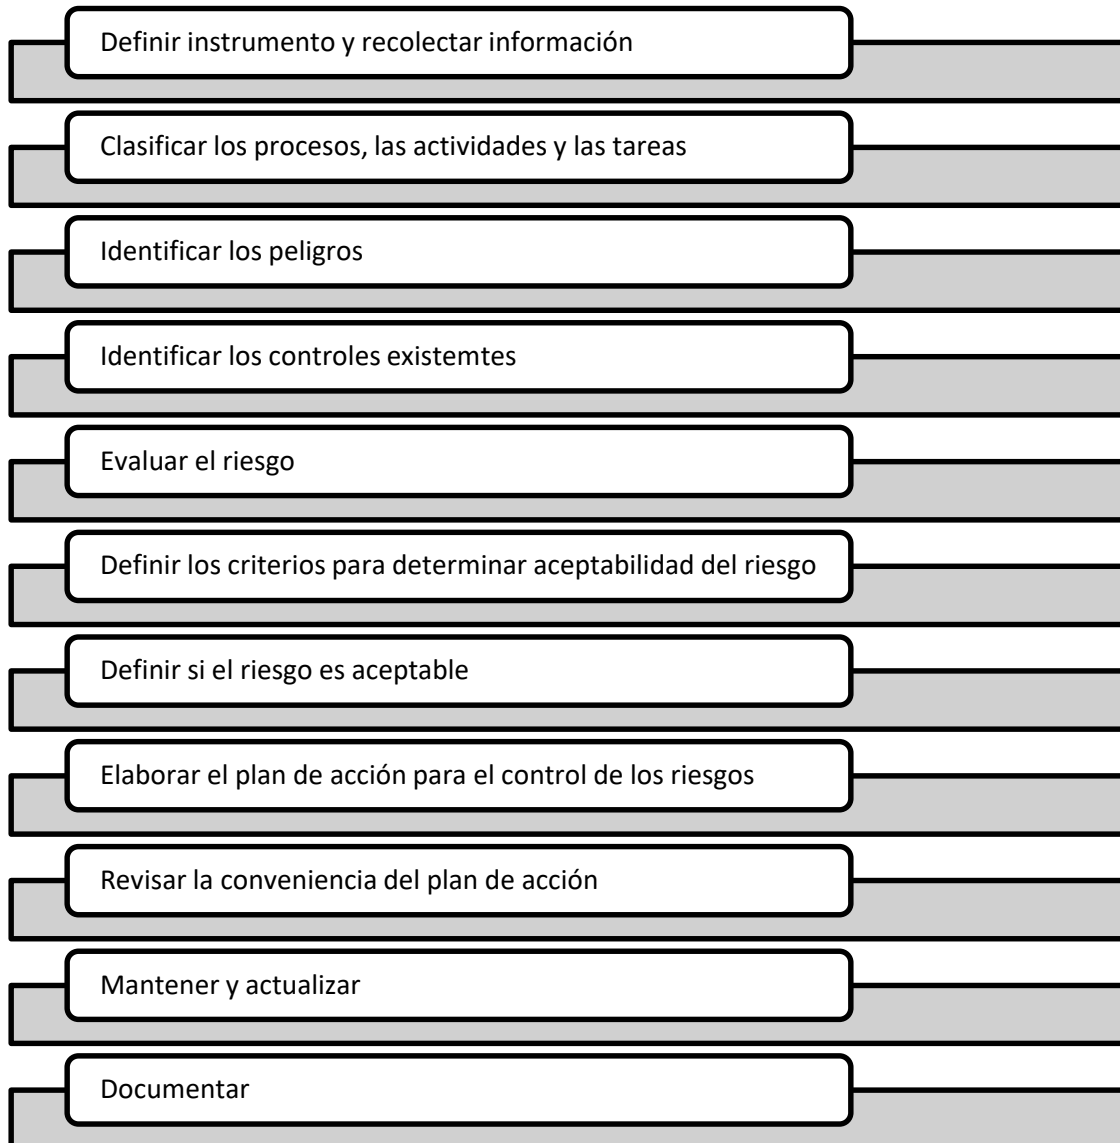 Definir instrumento y recolectar información
Clasificar los procesos, las actividades y las tareas
Identificar los peligros
Identificar los controles existemtes
Evaluar el riesgo
Definir los criterios para determinar aceptabilidad del riesgo
Definir si el riesgo es aceptable
Elaborar el plan de acción para el control de los riesgos
Revisar la conveniencia del plan de acción
Mantener y actualizar
Documentar